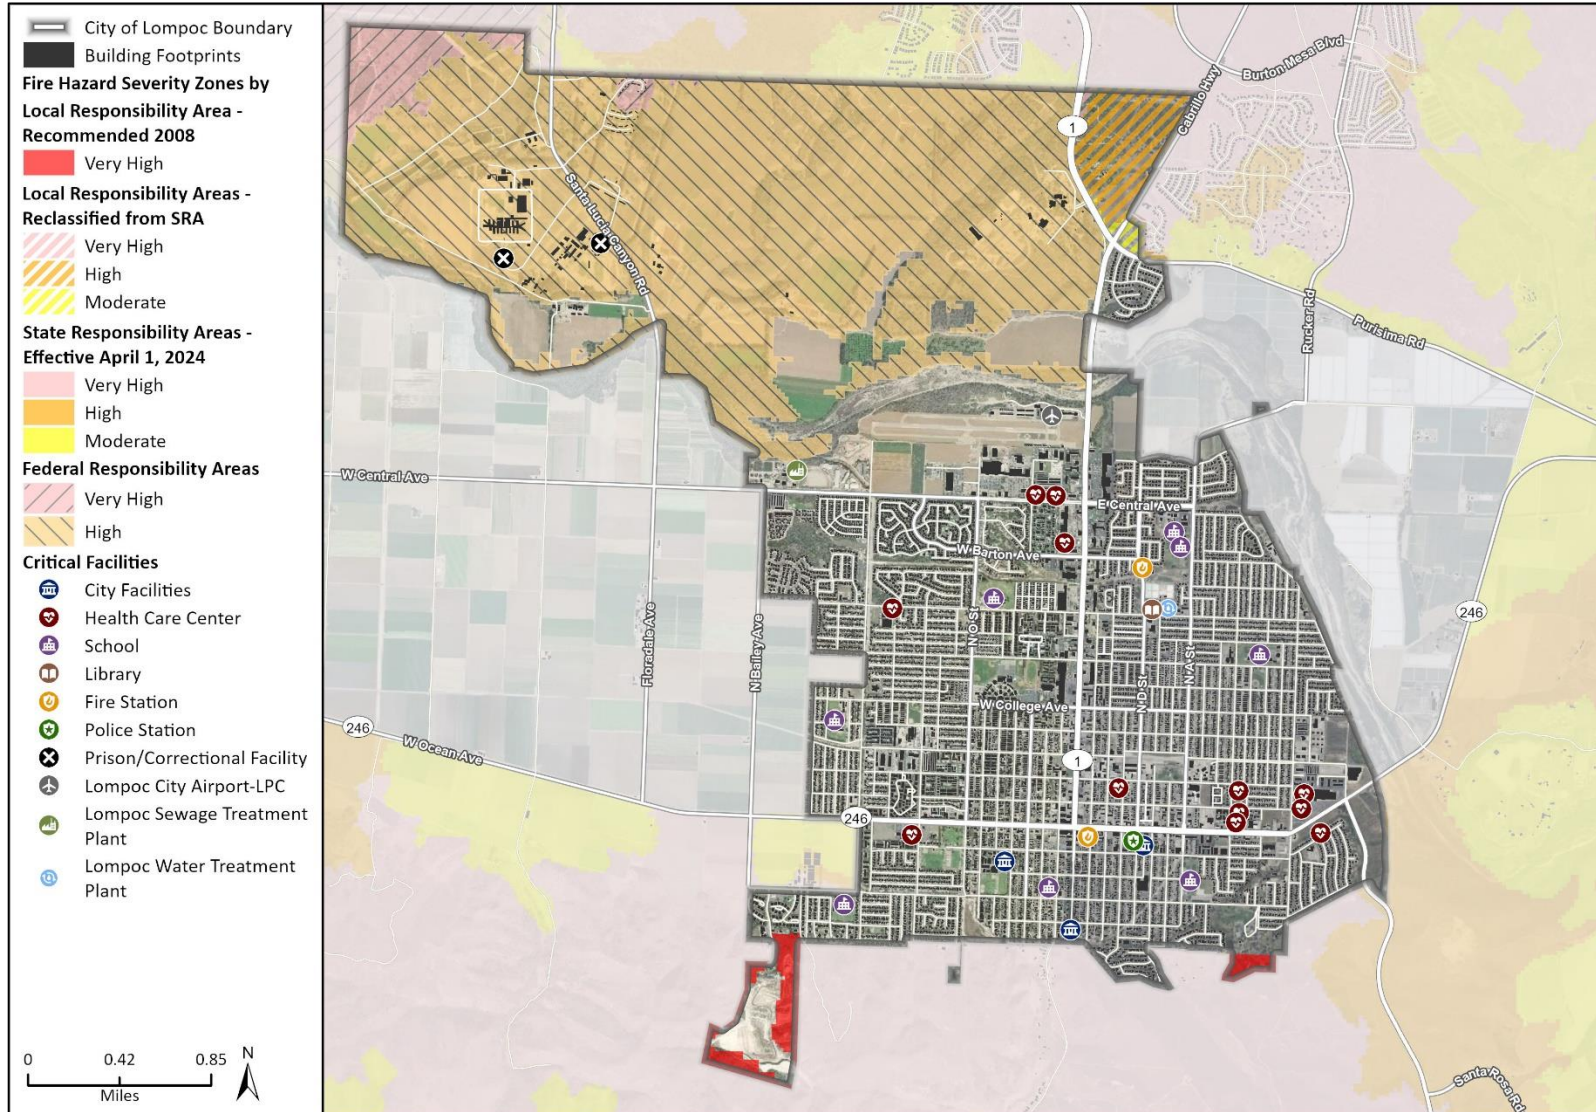 City of Lompoc Boundary
Building Footprints
Fire Hazard Severity Zones by
Local Responsibility Area -
Recommended 2008
Very High
Local Responsibility Areas -
Reclassified from SRA
Very High
High
Moderate
State Responsibility Areas -
Effective April 1, 2024
Very High
High
Moderate
Federal Responsibility Areas
Very High
High
Critical Facilities
City Facilities
Health Care Center
School
Library
Fire Station
Police Station
Prison/Correctional Facility
Lompoc City Airport-LPC
Lompoc Sewage Treatment
Plant
Lompoc Water Treatment
Plant
0 0.42 0.85
Miles
N
Burton Mesa Blvd
Cabrillo Hwy
1
Santa Lucia Canyon Rd
Rucker Rd
Purisima Rd
W Central Ave
E Central Ave
W Barton Ave
Floradale Ave
N Bailey Ave
N O St
N D St
N A St
246
W College Ave
246
W Ocean Ave
1
246
Santa Rosa Rd